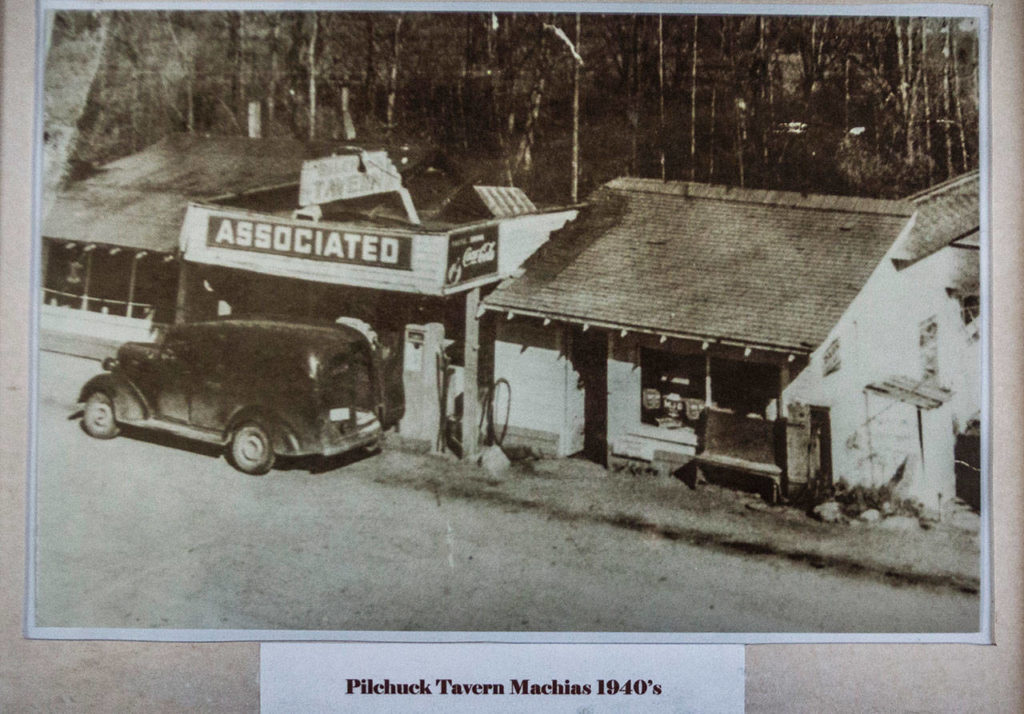 TAVERN
ASSOCIATED
Coca-Cola
Pilchuck Tavern Machias 1940's